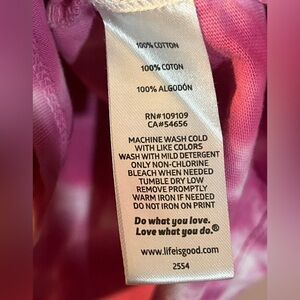 100% COTTON
100% COTON
100% ALGODÓN
RN#109109
CA#54656
MACHINE WASH COLD
WITH LIKE COLORS
WASH WITH MILD DETERGENT
ONLY NON-CHLORINE
BLEACH WHEN NEEDED
TUMBLE DRY LOW
REMOVE PROMPTLY
WARM IRON IF NEEDED
DO NOT IRON ON PRINT
Do what you love.
Love what you do.®
www.lifeisgood.com
2554